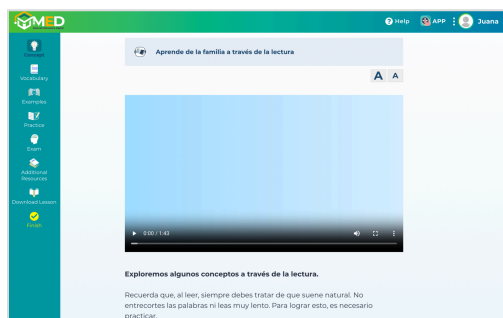 MED
Help
APP
Juana
Concept
Vocabulary
Examples
Practice
Exam
Additional
Resources
Download Lesson
Finish
Aprende de la familia a través de la lectura
A A
0:00 / 1:43
Exploremos algunos conceptos a través de la lectura.
Recuerda que, al leer, siempre debes tratar de que suene natural. No
entrecortes las palabras ni leas muy lento. Para lograr esto, es necesario
practicar.